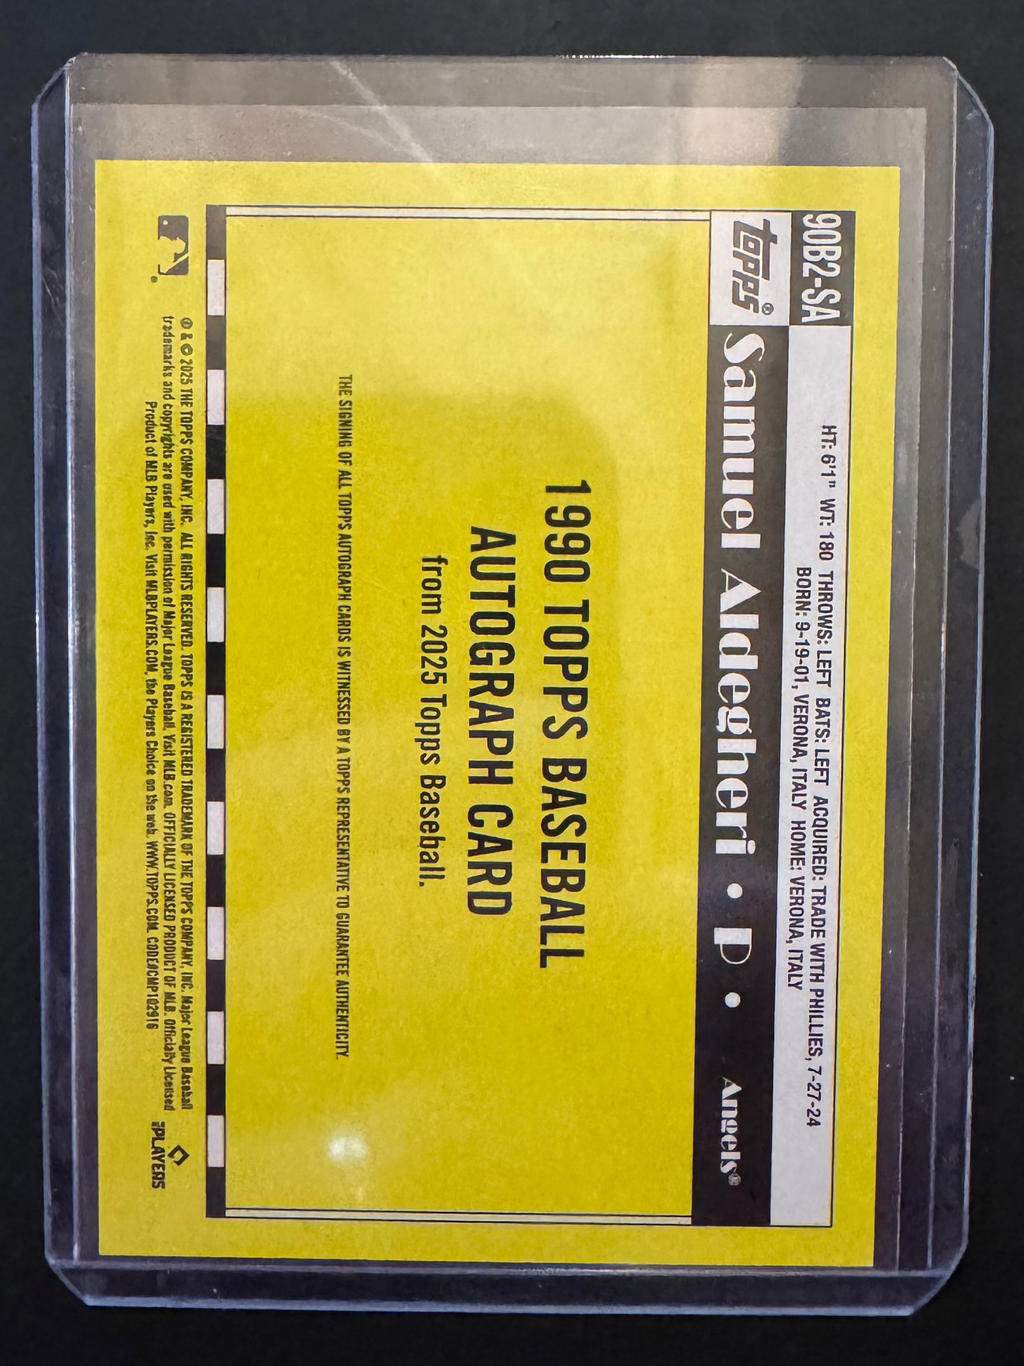 90B2-SA
HT: 6'1" WT: 180 THROWS: LEFT BATS: LEFT ACQUIRED: TRADE WITH PHILLIES, 7-27-24
BORN: 9-19-01, VERONA, ITALY HOME: VERONA, ITALY
Topps®
Samuel Aldegheri • P • Angels®
1990 TOPPS BASEBALL
AUTOGRAPH CARD
from 2025 Topps Baseball.
THE SIGNING OF ALL TOPPS AUTOGRAPH CARDS IS WITNESSED BY A TOPPS REPRESENTATIVE TO GUARANTEE AUTHENTICITY.
® & © 2025 THE TOPPS COMPANY, INC. ALL RIGHTS RESERVED. TOPPS IS A REGISTERED TRADEMARK OF THE TOPPS COMPANY, INC. Major League Baseball
trademarks and copyrights are used with permission of Major League Baseball. Visit MLB.com. OFFICIALLY LICENSED PRODUCT OF MLB. Officially Licensed
Product of MLB Players, Inc. Visit MLBPLAYERS.COM, the Players Choice on the web. WWW.TOPPS.COM. CODE#CMP102916
MLB PLAYERS